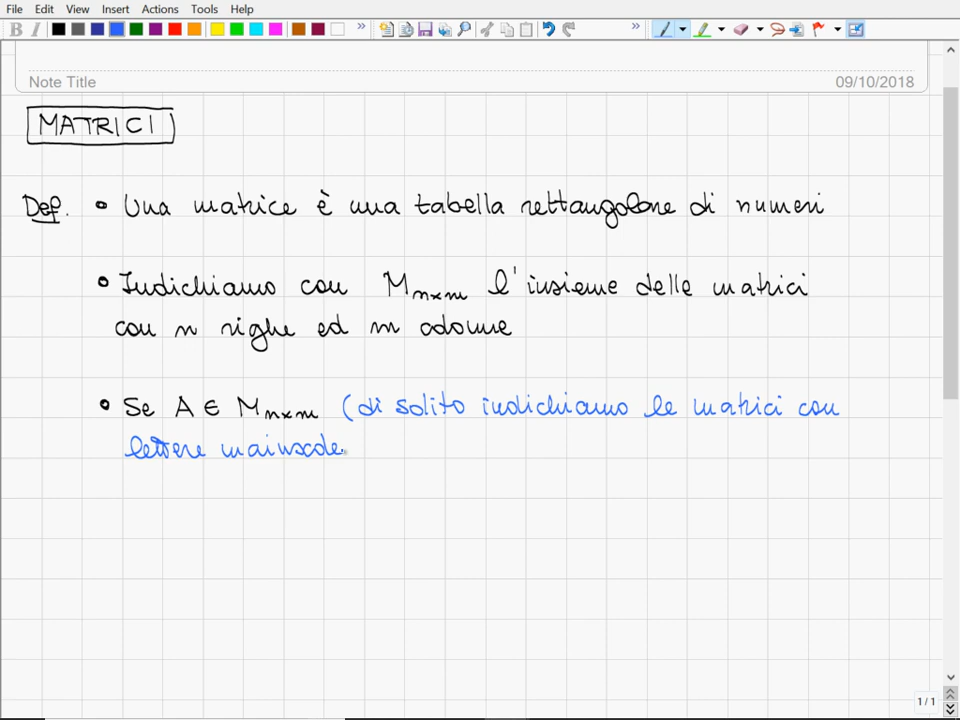 File Edit View Insert Actions Tools Help
B I
Note Title 09/10/2018
MATRICI
Def. • Una matrice è una tabella rettangolare di numeri
• Indichiamo con Mn×m l'insieme delle matrici
con n righe ed m colonne
• Se A ∈ Mn×m (di solito indichiamo le matrici con
lettere maiuscole
1/1